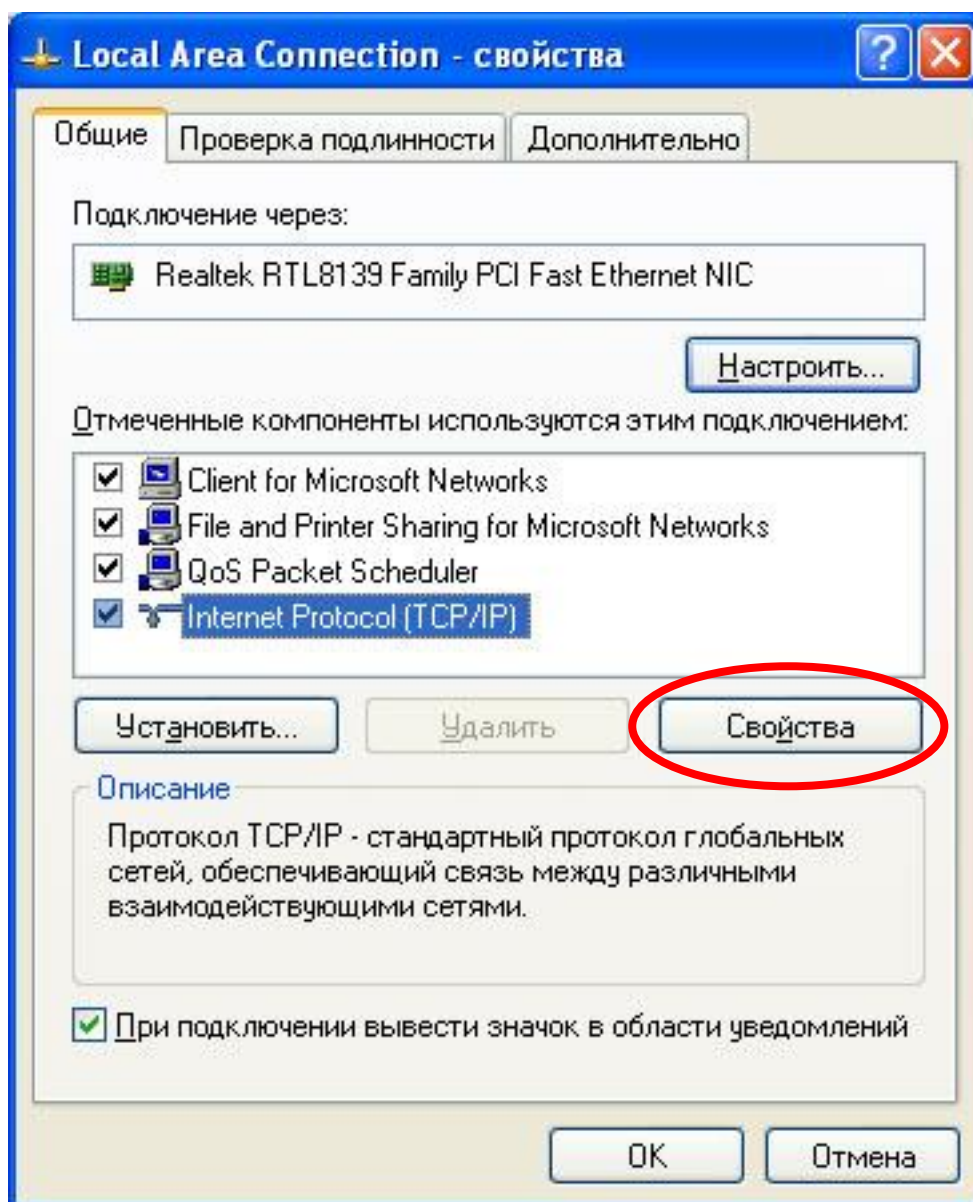 Local Area Connection - свойства
Общие Проверка подлинности Дополнительно
Подключение через:
Realtek RTL8139 Family PCI Fast Ethernet NIC
Настроить...
Отмеченные компоненты используются этим подключением:
Client for Microsoft Networks
File and Printer Sharing for Microsoft Networks
QoS Packet Scheduler
Internet Protocol (TCP/IP)
Установить... Удалить Свойства
Описание
Протокол TCP/IP - стандартный протокол глобальных
сетей, обеспечивающий связь между различными
взаимодействующими сетями.
При подключении вывести значок в области уведомлений
OK Отмена